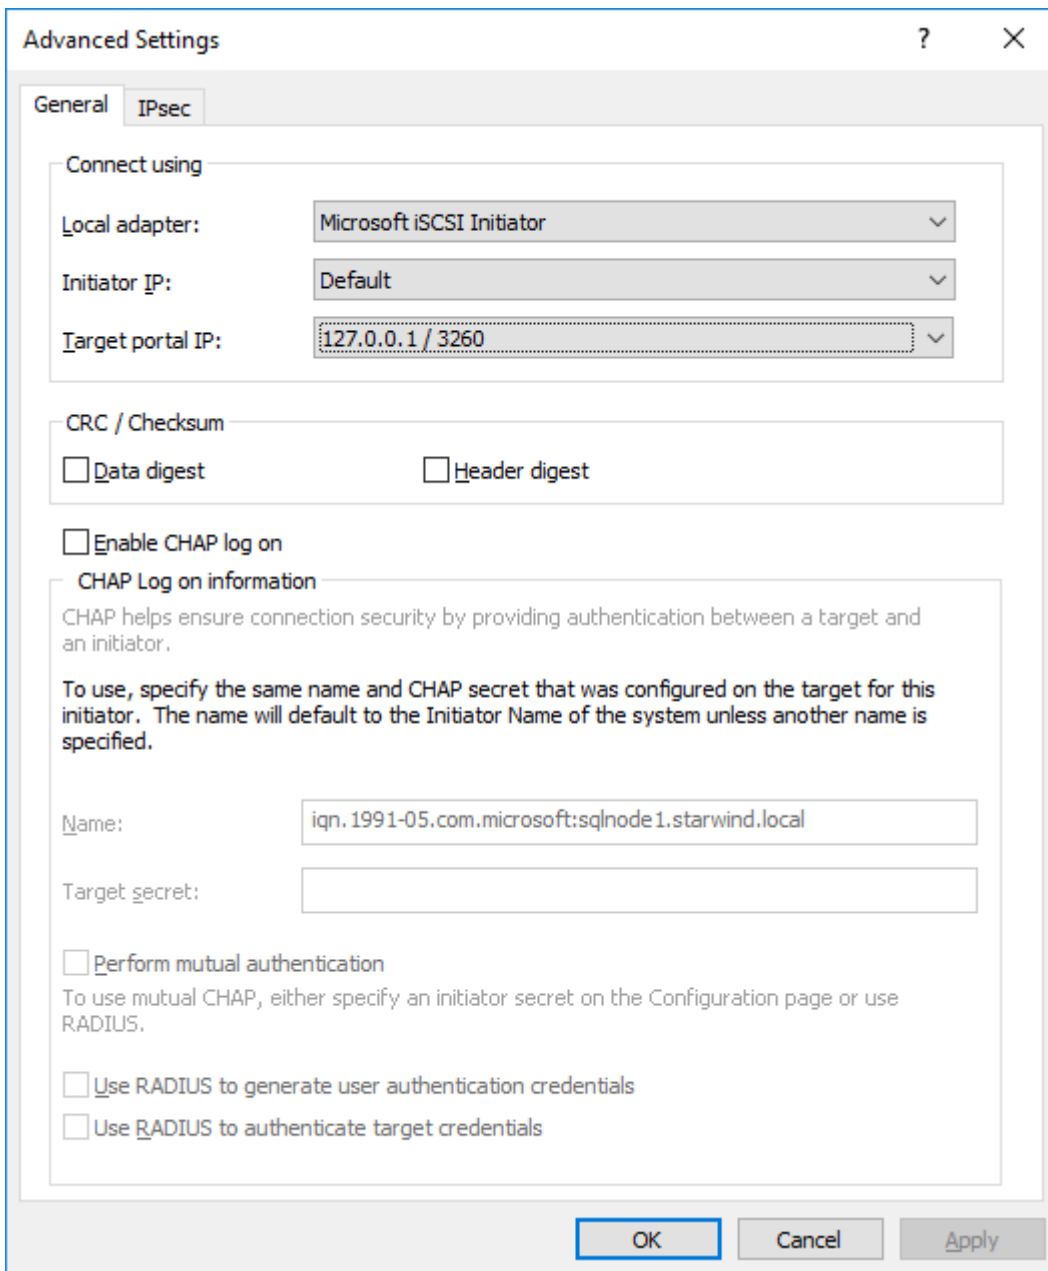 Advanced Settings
?
General
IPsec
Connect using
Local adapter:
Microsoft iSCSI Initiator
Initiator IP:
Default
Target portal IP:
127.0.0.1 / 3260
CRC / Checksum
Data digest
Header digest
Enable CHAP log on
CHAP Log on information
CHAP helps ensure connection security by providing authentication between a target and
an initiator.
To use, specify the same name and CHAP secret that was configured on the target for this
initiator.  The name will default to the Initiator Name of the system unless another name is
specified.
Name:
iqn.1991-05.com.microsoft:sqlnode1.starwind.local
Target secret:
Perform mutual authentication
To use mutual CHAP, either specify an initiator secret on the Configuration page or use
RADIUS.
Use RADIUS to generate user authentication credentials
Use RADIUS to authenticate target credentials
OK
Cancel
Apply